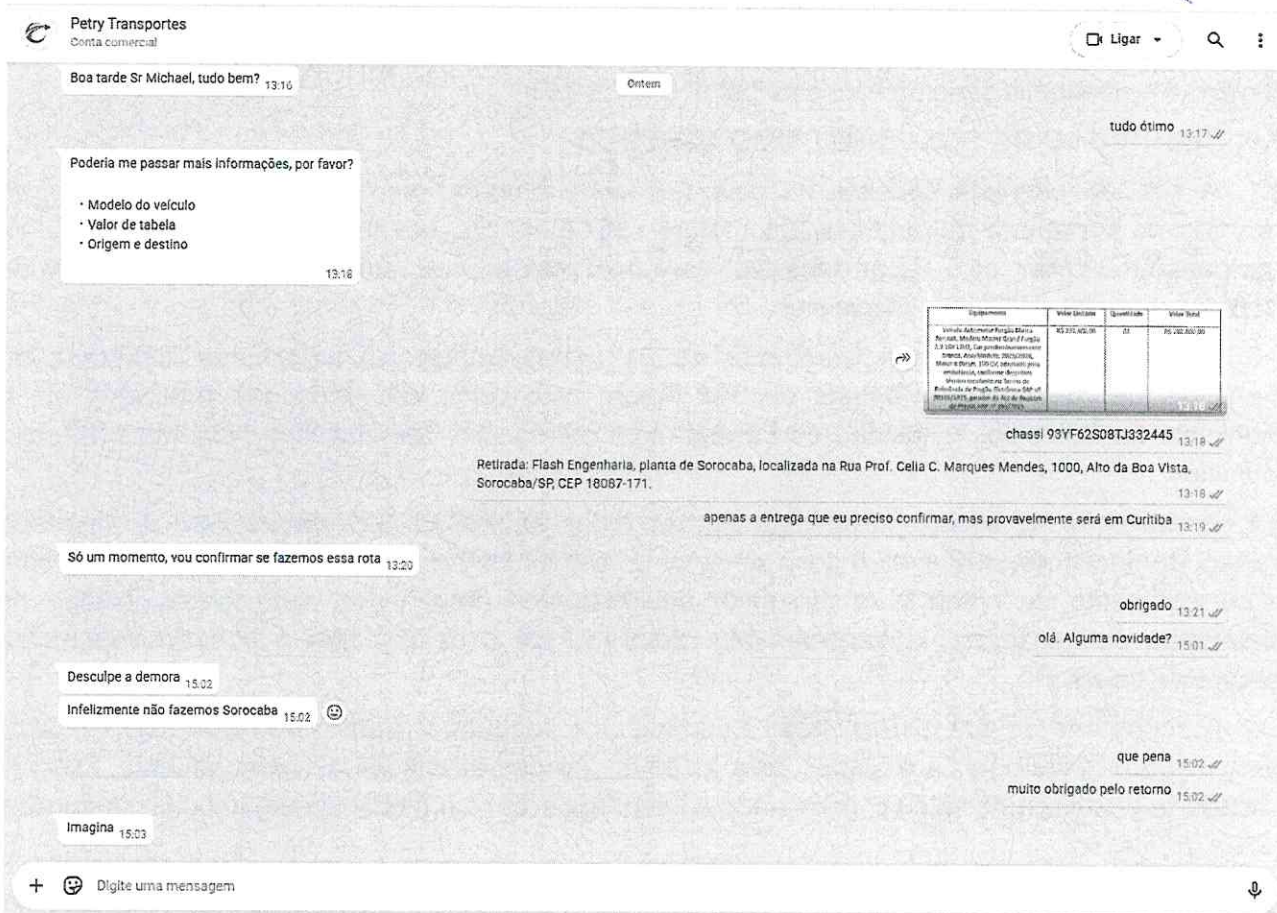 Petry Transportes
Conta comercial
Ligar
Boa tarde Sr Michael, tudo bem? 13:16
Ontem
tudo ótimo 13:17
Poderia me passar mais informações, por favor?
· Modelo do veículo
· Valor de tabela
· Origem e destino
13:18
Equipamento Valor Unitário Quantidade Valor Total
13:18
chassi 93YF62S08TJ332445 13:18
Retirada: Flash Engenharia, planta de Sorocaba, localizada na Rua Prof. Celia C. Marques Mendes, 1000, Alto da Boa Vista,
Sorocaba/SP, CEP 18087-171.
13:18
apenas a entrega que eu preciso confirmar, mas provavelmente será em Curitiba 13:19
Só um momento, vou confirmar se fazemos essa rota 13:20
obrigado 13:21
olá. Alguma novidade? 15:01
Desculpe a demora 15:02
Infelizmente não fazemos Sorocaba 15:02
que pena 15:02
muito obrigado pelo retorno 15:02
Imagina 15:03
Digite uma mensagem